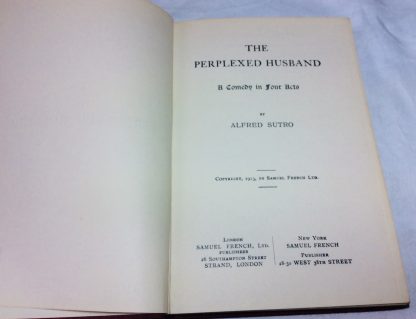 THE
PERPLEXED HUSBAND
A Comedy in Four Acts
BY
ALFRED SUTRO
COPYRIGHT, 1913, BY SAMUEL FRENCH LTD.
LONDON
SAMUEL FRENCH, LTD.
PUBLISHERS
26 SOUTHAMPTON STREET
STRAND, LONDON
NEW YORK
SAMUEL FRENCH
PUBLISHER
28-30 WEST 38TH STREET